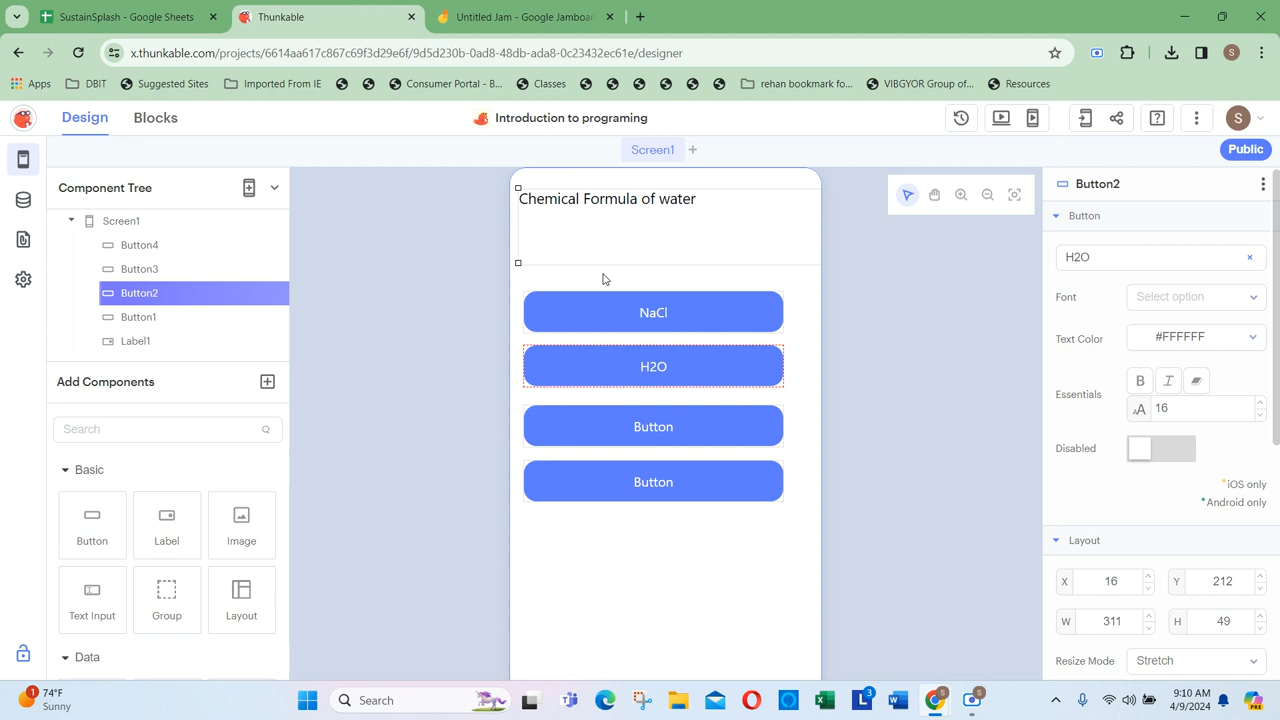 SustainSplash - Google Sheets
Thunkable
Untitled Jam - Google Jamboard
x.thunkable.com/projects/6614aa617c867c69f3d29e6f/9d5d230b-0ad8-48db-ada8-0c23432ec61e/designer
S
Apps
DBIT
Suggested Sites
Imported From IE
Consumer Portal - B...
Classes
rehan bookmark fo...
VIBGYOR Group of...
Resources
Design
Blocks
Introduction to programing
S
Screen1
Public
Component Tree
Screen1
Button4
Button3
Button2
Button1
Label1
Add Components
Search
Basic
Button
Label
Image
Text Input
Group
Layout
Data
Chemical Formula of water
NaCl
H2O
Button
Button
Button2
Button
H2O
Font
Select option
Text Color
#FFFFFF
Essentials
B
I
AA
16
Disabled
*iOS only
*Android only
Layout
X 16
Y 212
W 311
H 49
Resize Mode
Stretch
1
74°F
Sunny
Search
3
L
S
S
9:10 AM
4/9/2024
PRE